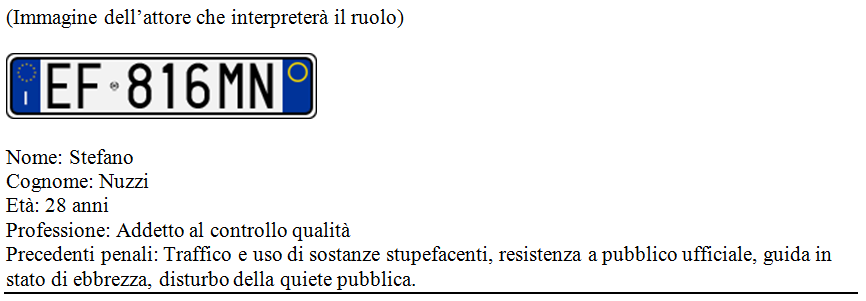 (Immagine dell’attore che interpreterà il ruolo)
I EF 816MN
Nome: Stefano
Cognome: Nuzzi
Età: 28 anni
Professione: Addetto al controllo qualità
Precedenti penali: Traffico e uso di sostanze stupefacenti, resistenza a pubblico ufficiale, guida in
stato di ebbrezza, disturbo della quiete pubblica.